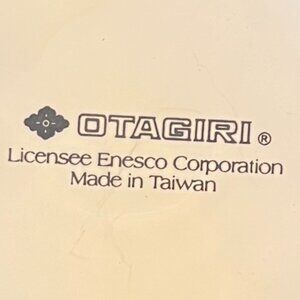 OTAGIRI®
Licensee Enesco Corporation
Made in Taiwan